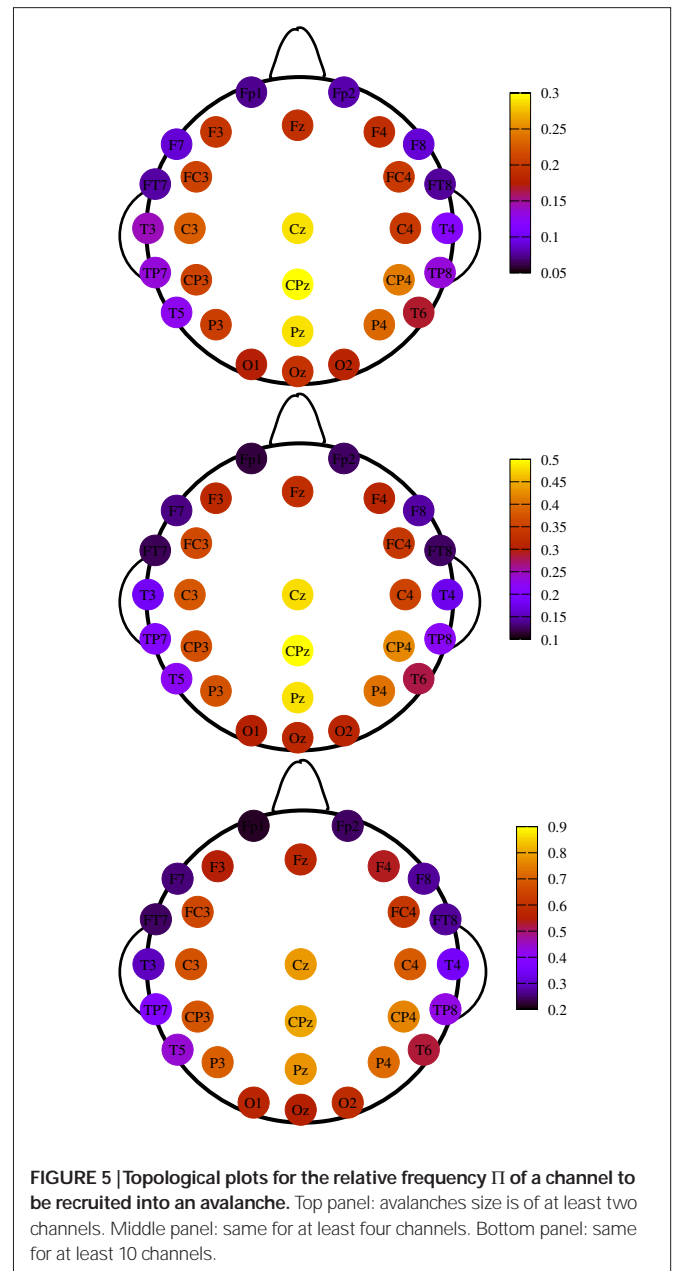 Fp1 Fp2
F3 Fz F4
F7 F8
FC3 FC4
FT7 FT8
T3 C3 Cz C4 T4
TP7 CP3 CPz CP4 TP8
T5 P3 Pz P4 T6
O1 Oz O2
0.3
0.25
0.2
0.15
0.1
0.05
Fp1 Fp2
F3 Fz F4
F7 F8
FC3 FC4
FT7 FT8
T3 C3 Cz C4 T4
TP7 CP3 CPz CP4 TP8
T5 P3 Pz P4 T6
O1 Oz O2
0.5
0.45
0.4
0.35
0.3
0.25
0.2
0.15
0.1
Fp1 Fp2
F3 Fz F4
F7 F8
FC3 FC4
FT7 FT8
T3 C3 Cz C4 T4
TP7 CP3 CPz CP4 TP8
T5 P3 Pz P4 T6
O1 Oz O2
0.9
0.8
0.7
0.6
0.5
0.4
0.3
0.2
FIGURE 5 | Topological plots for the relative frequency Π of a channel to
be recruited into an avalanche. Top panel: avalanches size is of at least two
channels. Middle panel: same for at least four channels. Bottom panel: same
for at least 10 channels.